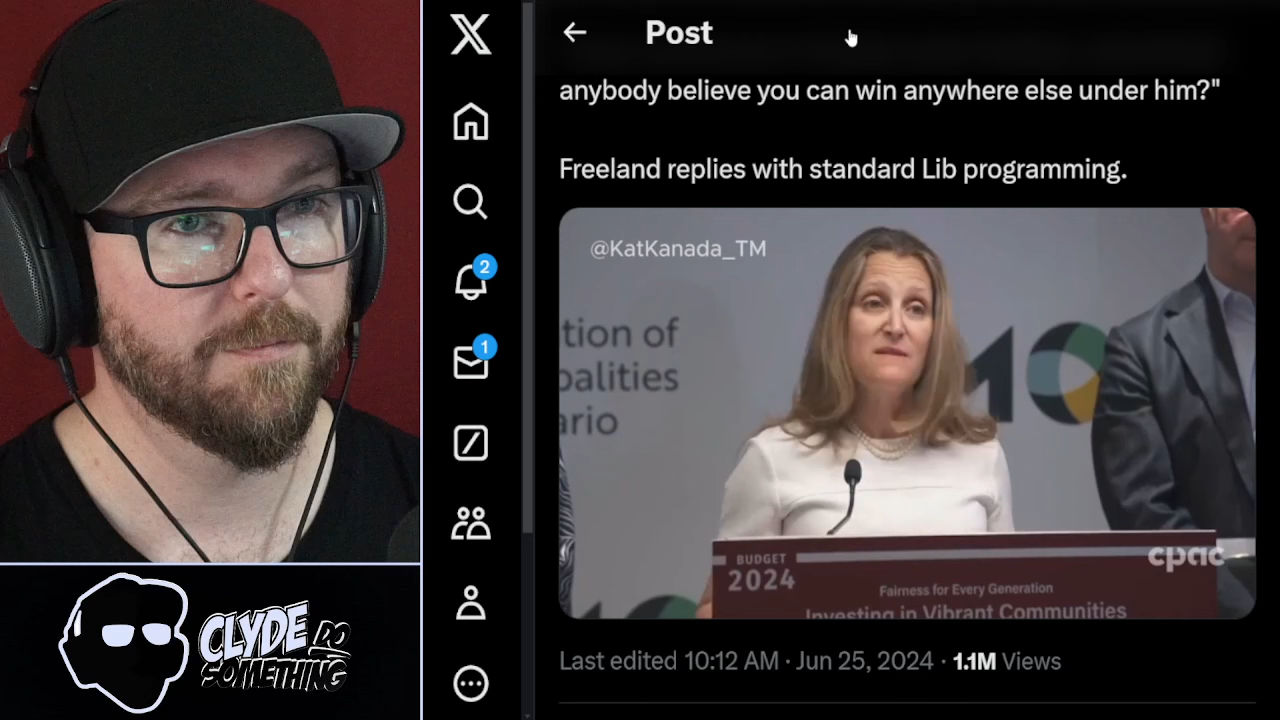 Post
anybody believe you can win anywhere else under him?"
Freeland replies with standard Lib programming.
@KatKanada_TM
tion of
palities
ario
10
BUDGET
2024
Fairness for Every Generation
Investing in Vibrant Communities
cpac
Last edited 10:12 AM · Jun 25, 2024 · 1.1M Views
2
1
CLYDE DO
SOMETHING